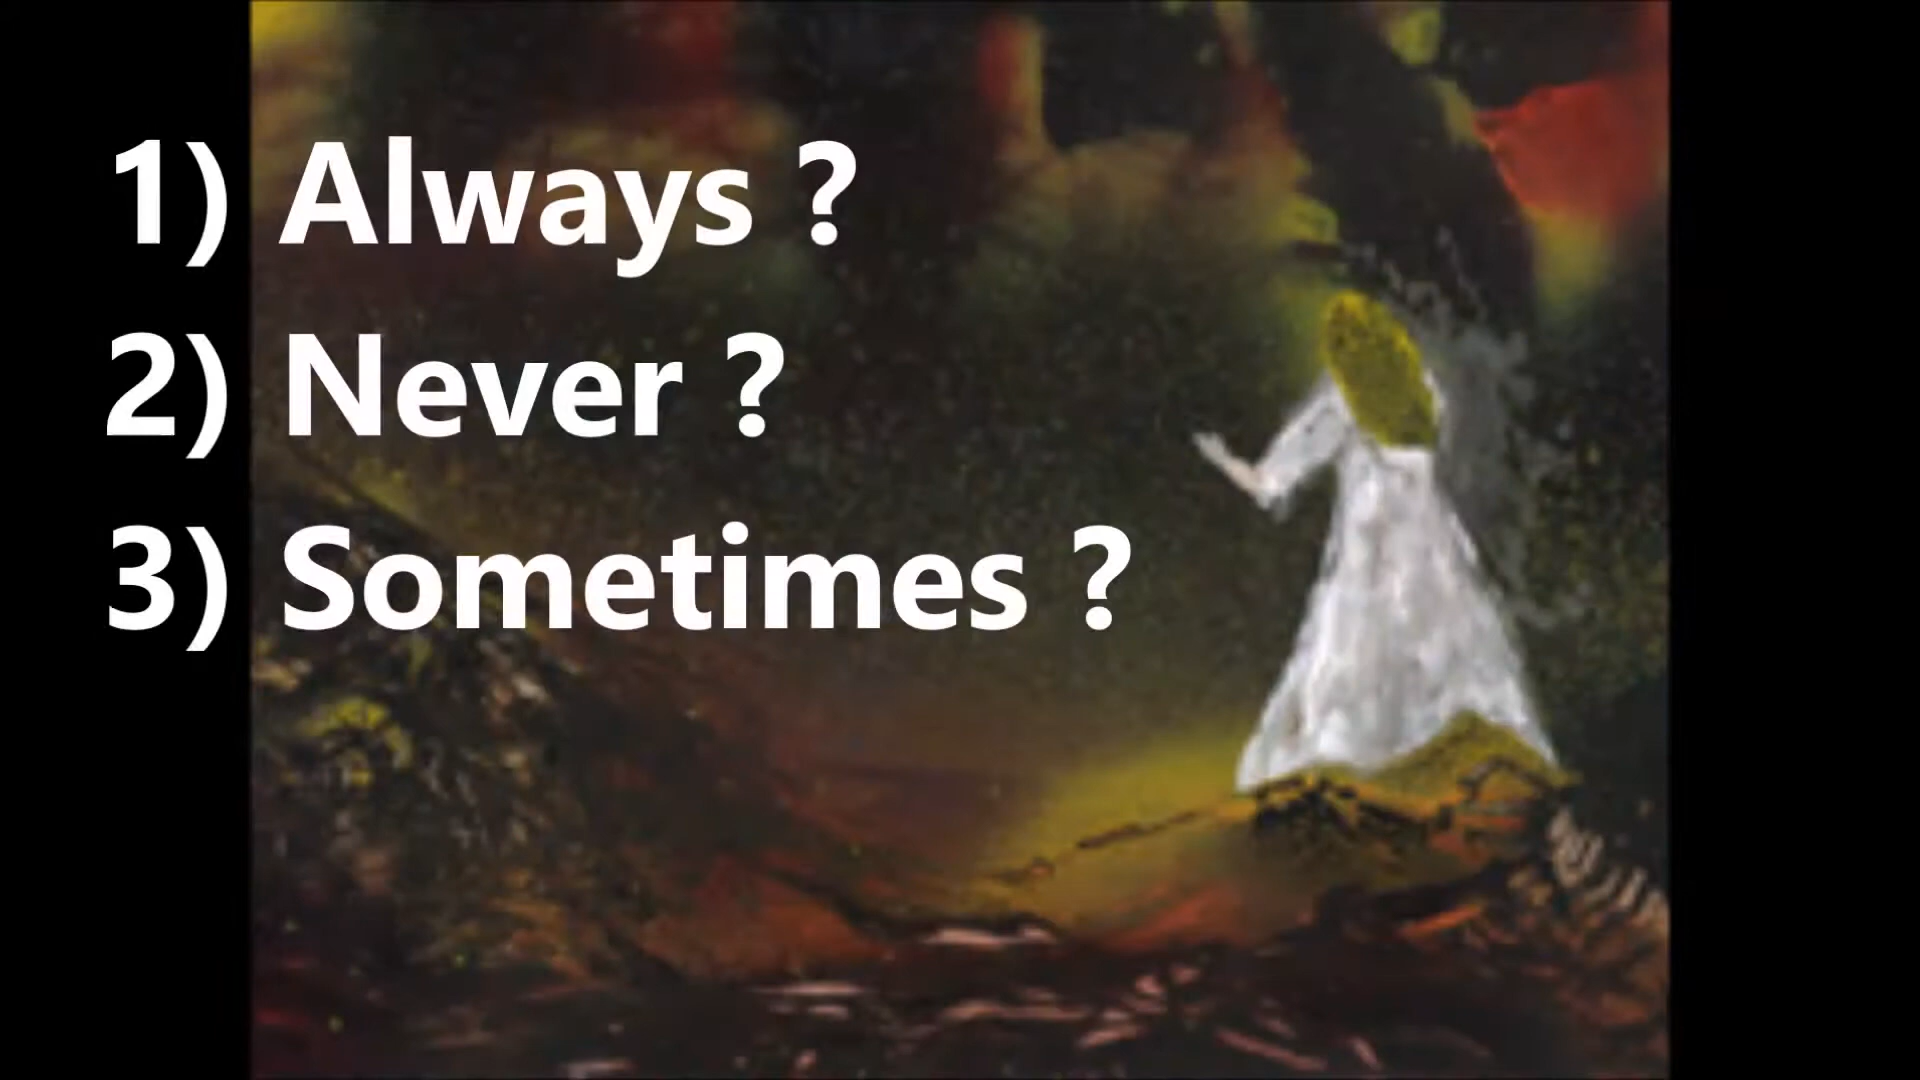 1) Always ?
2) Never ?
3) Sometimes ?